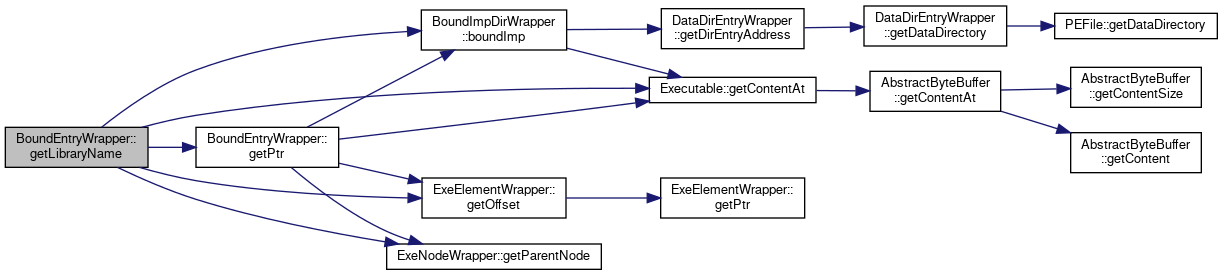 BoundEntryWrapper::
getLibraryName
BoundEntryWrapper::
getPtr
BoundImpDirWrapper
::boundImp
DataDirEntryWrapper
::getDirEntryAddress
DataDirEntryWrapper
::getDataDirectory
PEFile::getDataDirectory
Executable::getContentAt
AbstractByteBuffer
::getContentAt
AbstractByteBuffer
::getContentSize
AbstractByteBuffer
::getContent
ExeElementWrapper::
getOffset
ExeElementWrapper::
getPtr
ExeNodeWrapper::getParentNode